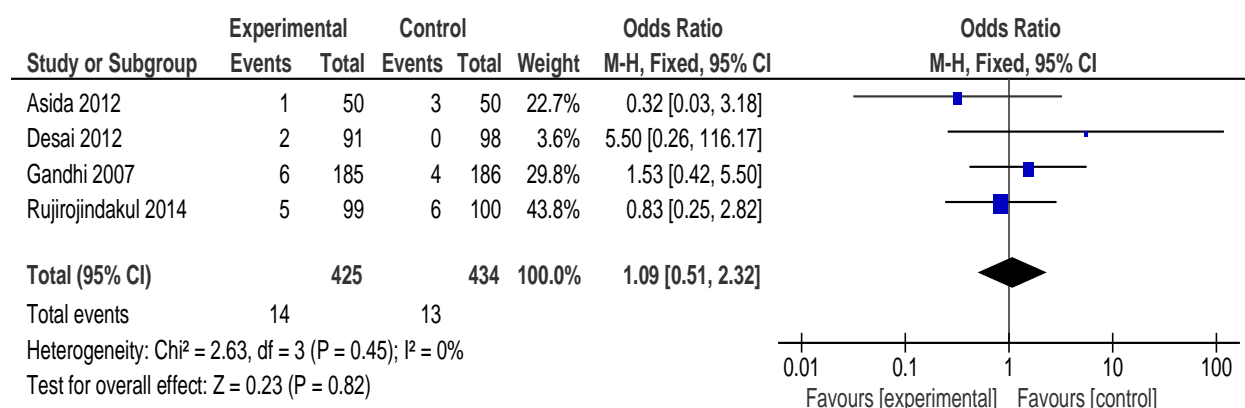 Experimental Control Odds Ratio Odds Ratio
Study or Subgroup Events Total Events Total Weight M-H, Fixed, 95% CI M-H, Fixed, 95% CI
Asida 2012 1 50 3 50 22.7% 0.32 [0.03, 3.18]
Desai 2012 2 91 0 98 3.6% 5.50 [0.26, 116.17]
Gandhi 2007 6 185 4 186 29.8% 1.53 [0.42, 5.50]
Rujirojindakul 2014 5 99 6 100 43.8% 0.83 [0.25, 2.82]
Total (95% CI) 425 434 100.0% 1.09 [0.51, 2.32]
Total events 14 13
Heterogeneity: Chi² = 2.63, df = 3 (P = 0.45); I² = 0%
Test for overall effect: Z = 0.23 (P = 0.82)
0.01 0.1 1 10 100
Favours [experimental] Favours [control]